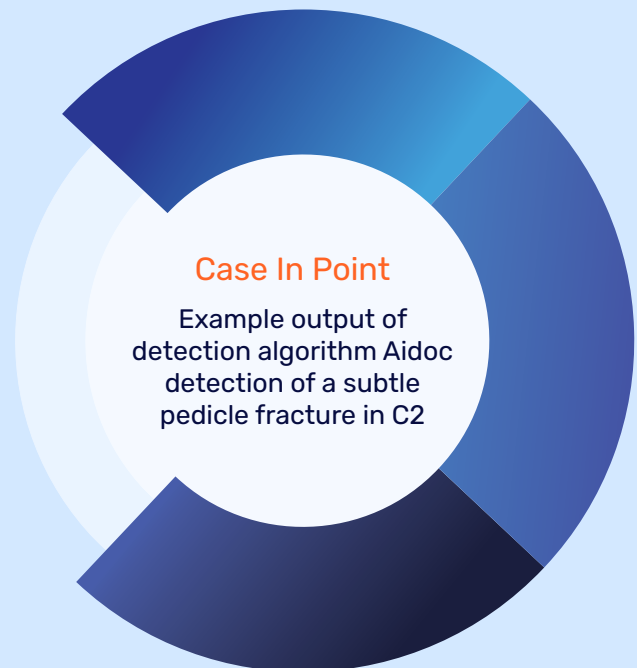 Case In Point
Example output of
detection algorithm Aidoc
detection of a subtle
pedicle fracture in C2